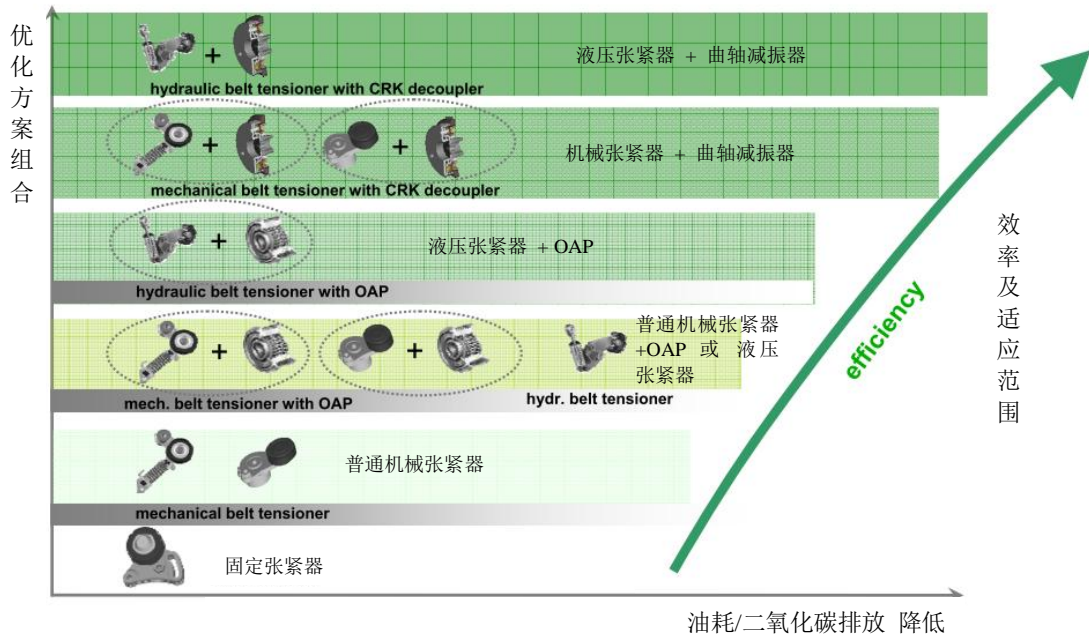 优化方案组合
+
液压张紧器 + 曲轴减振器
hydraulic belt tensioner with CRK decoupler
+
+
机械张紧器 + 曲轴减振器
mechanical belt tensioner with CRK decoupler
+
液压张紧器 + OAP
hydraulic belt tensioner with OAP
+
+
普通机械张紧器
+OAP 或 液压
张紧器
mech. belt tensioner with OAP
hydr. belt tensioner
普通机械张紧器
mechanical belt tensioner
固定张紧器
efficiency
效率及适应范围
油耗/二氧化碳排放 降低